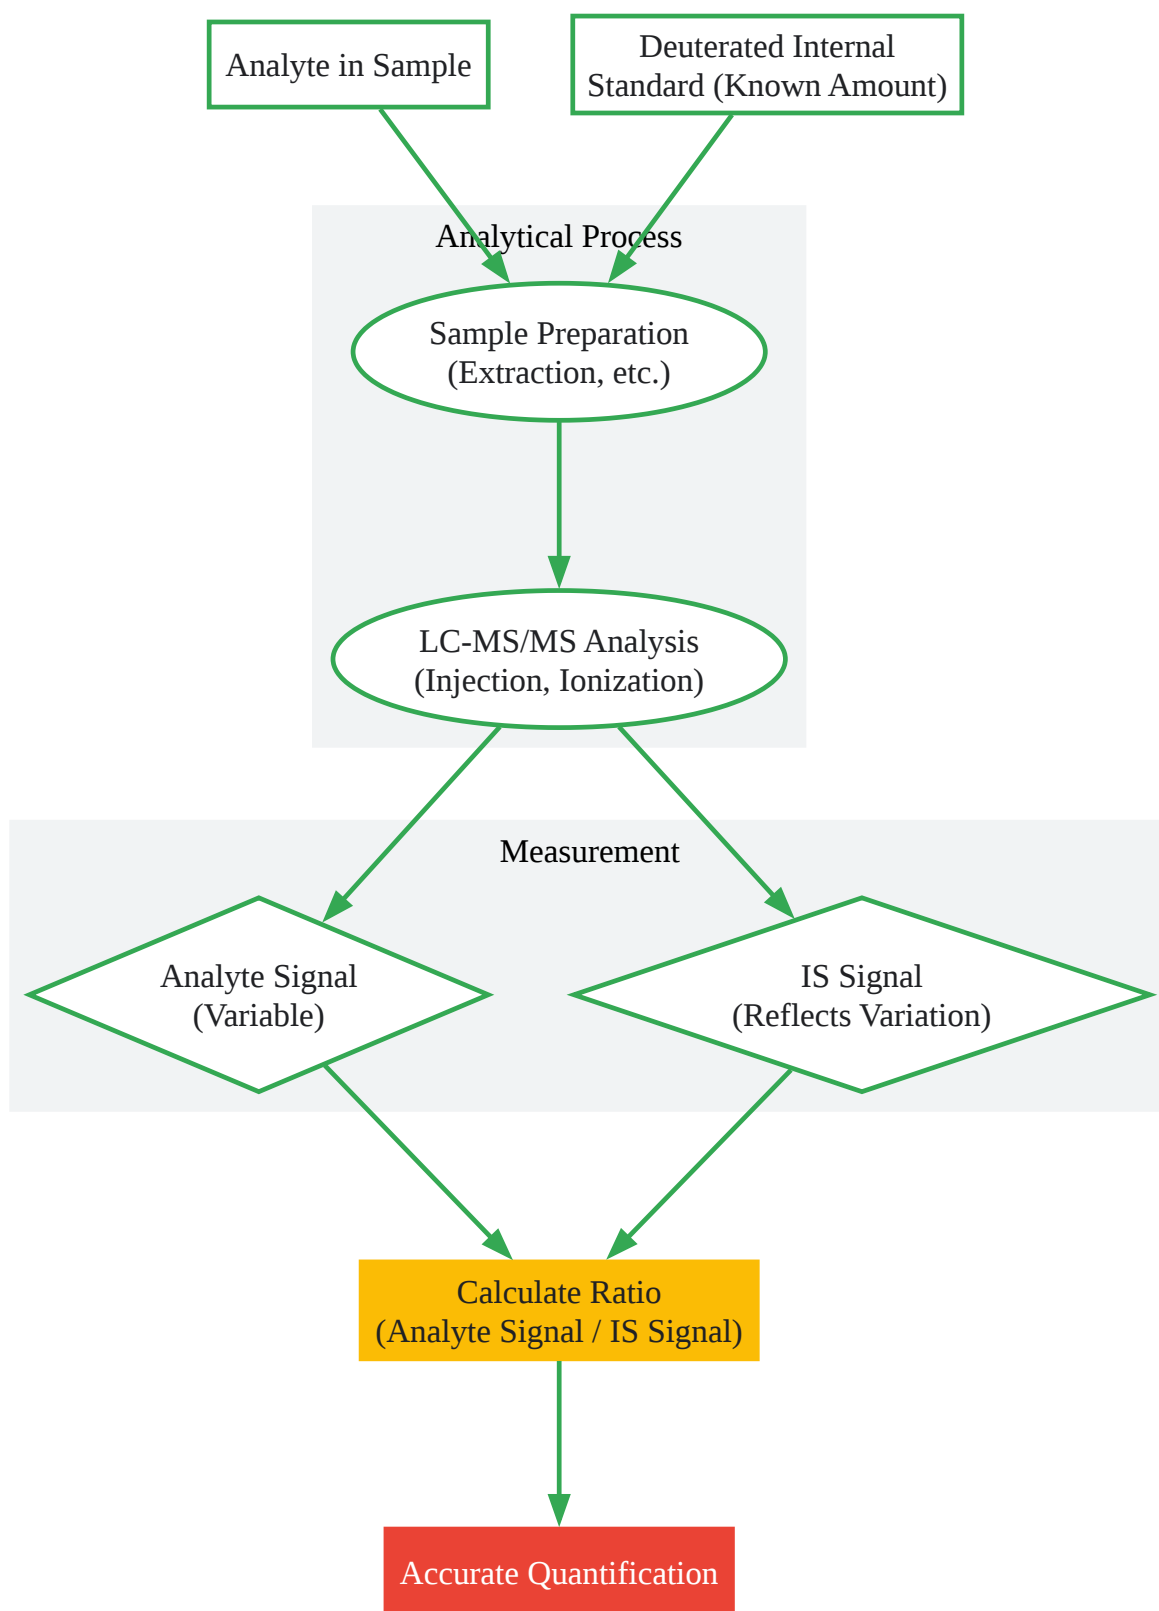 Analyte in Sample
Deuterated Internal
Standard (Known Amount)
Analytical Process
Sample Preparation
(Extraction, etc.)
LC-MS/MS Analysis
(Injection, Ionization)
Measurement
Analyte Signal
(Variable)
IS Signal
(Reflects Variation)
Calculate Ratio
(Analyte Signal / IS Signal)
Accurate Quantification